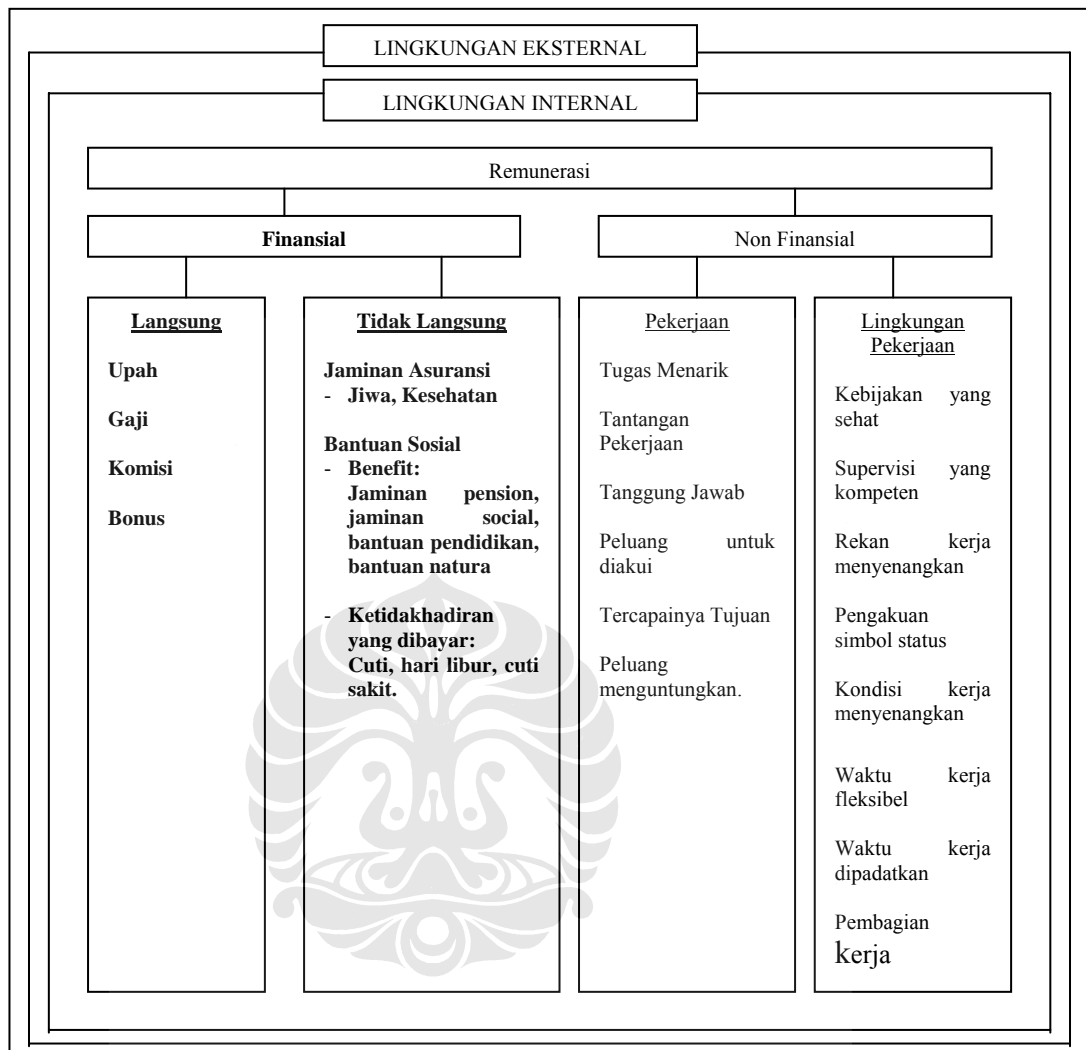 LINGKUNGAN EKSTERNAL
LINGKUNGAN INTERNAL
Remunerasi
Finansial
Non Finansial
Langsung
Upah
Gaji
Komisi
Bonus
Tidak Langsung
Jaminan Asuransi
- Jiwa, Kesehatan
Bantuan Sosial
- Benefit:
Jaminan pension,
jaminan social,
bantuan pendidikan,
bantuan natura
- Ketidakhadiran
yang dibayar:
Cuti, hari libur, cuti
sakit.
Pekerjaan
Tugas Menarik
Tantangan
Pekerjaan
Tanggung Jawab
Peluang untuk
diakui
Tercapainya Tujuan
Peluang
menguntungkan.
Lingkungan
Pekerjaan
Kebijakan yang
sehat
Supervisi yang
kompeten
Rekan kerja
menyenangkan
Pengakuan
simbol status
Kondisi kerja
menyenangkan
Waktu kerja
fleksibel
Waktu kerja
dipadatkan
Pembagian
kerja